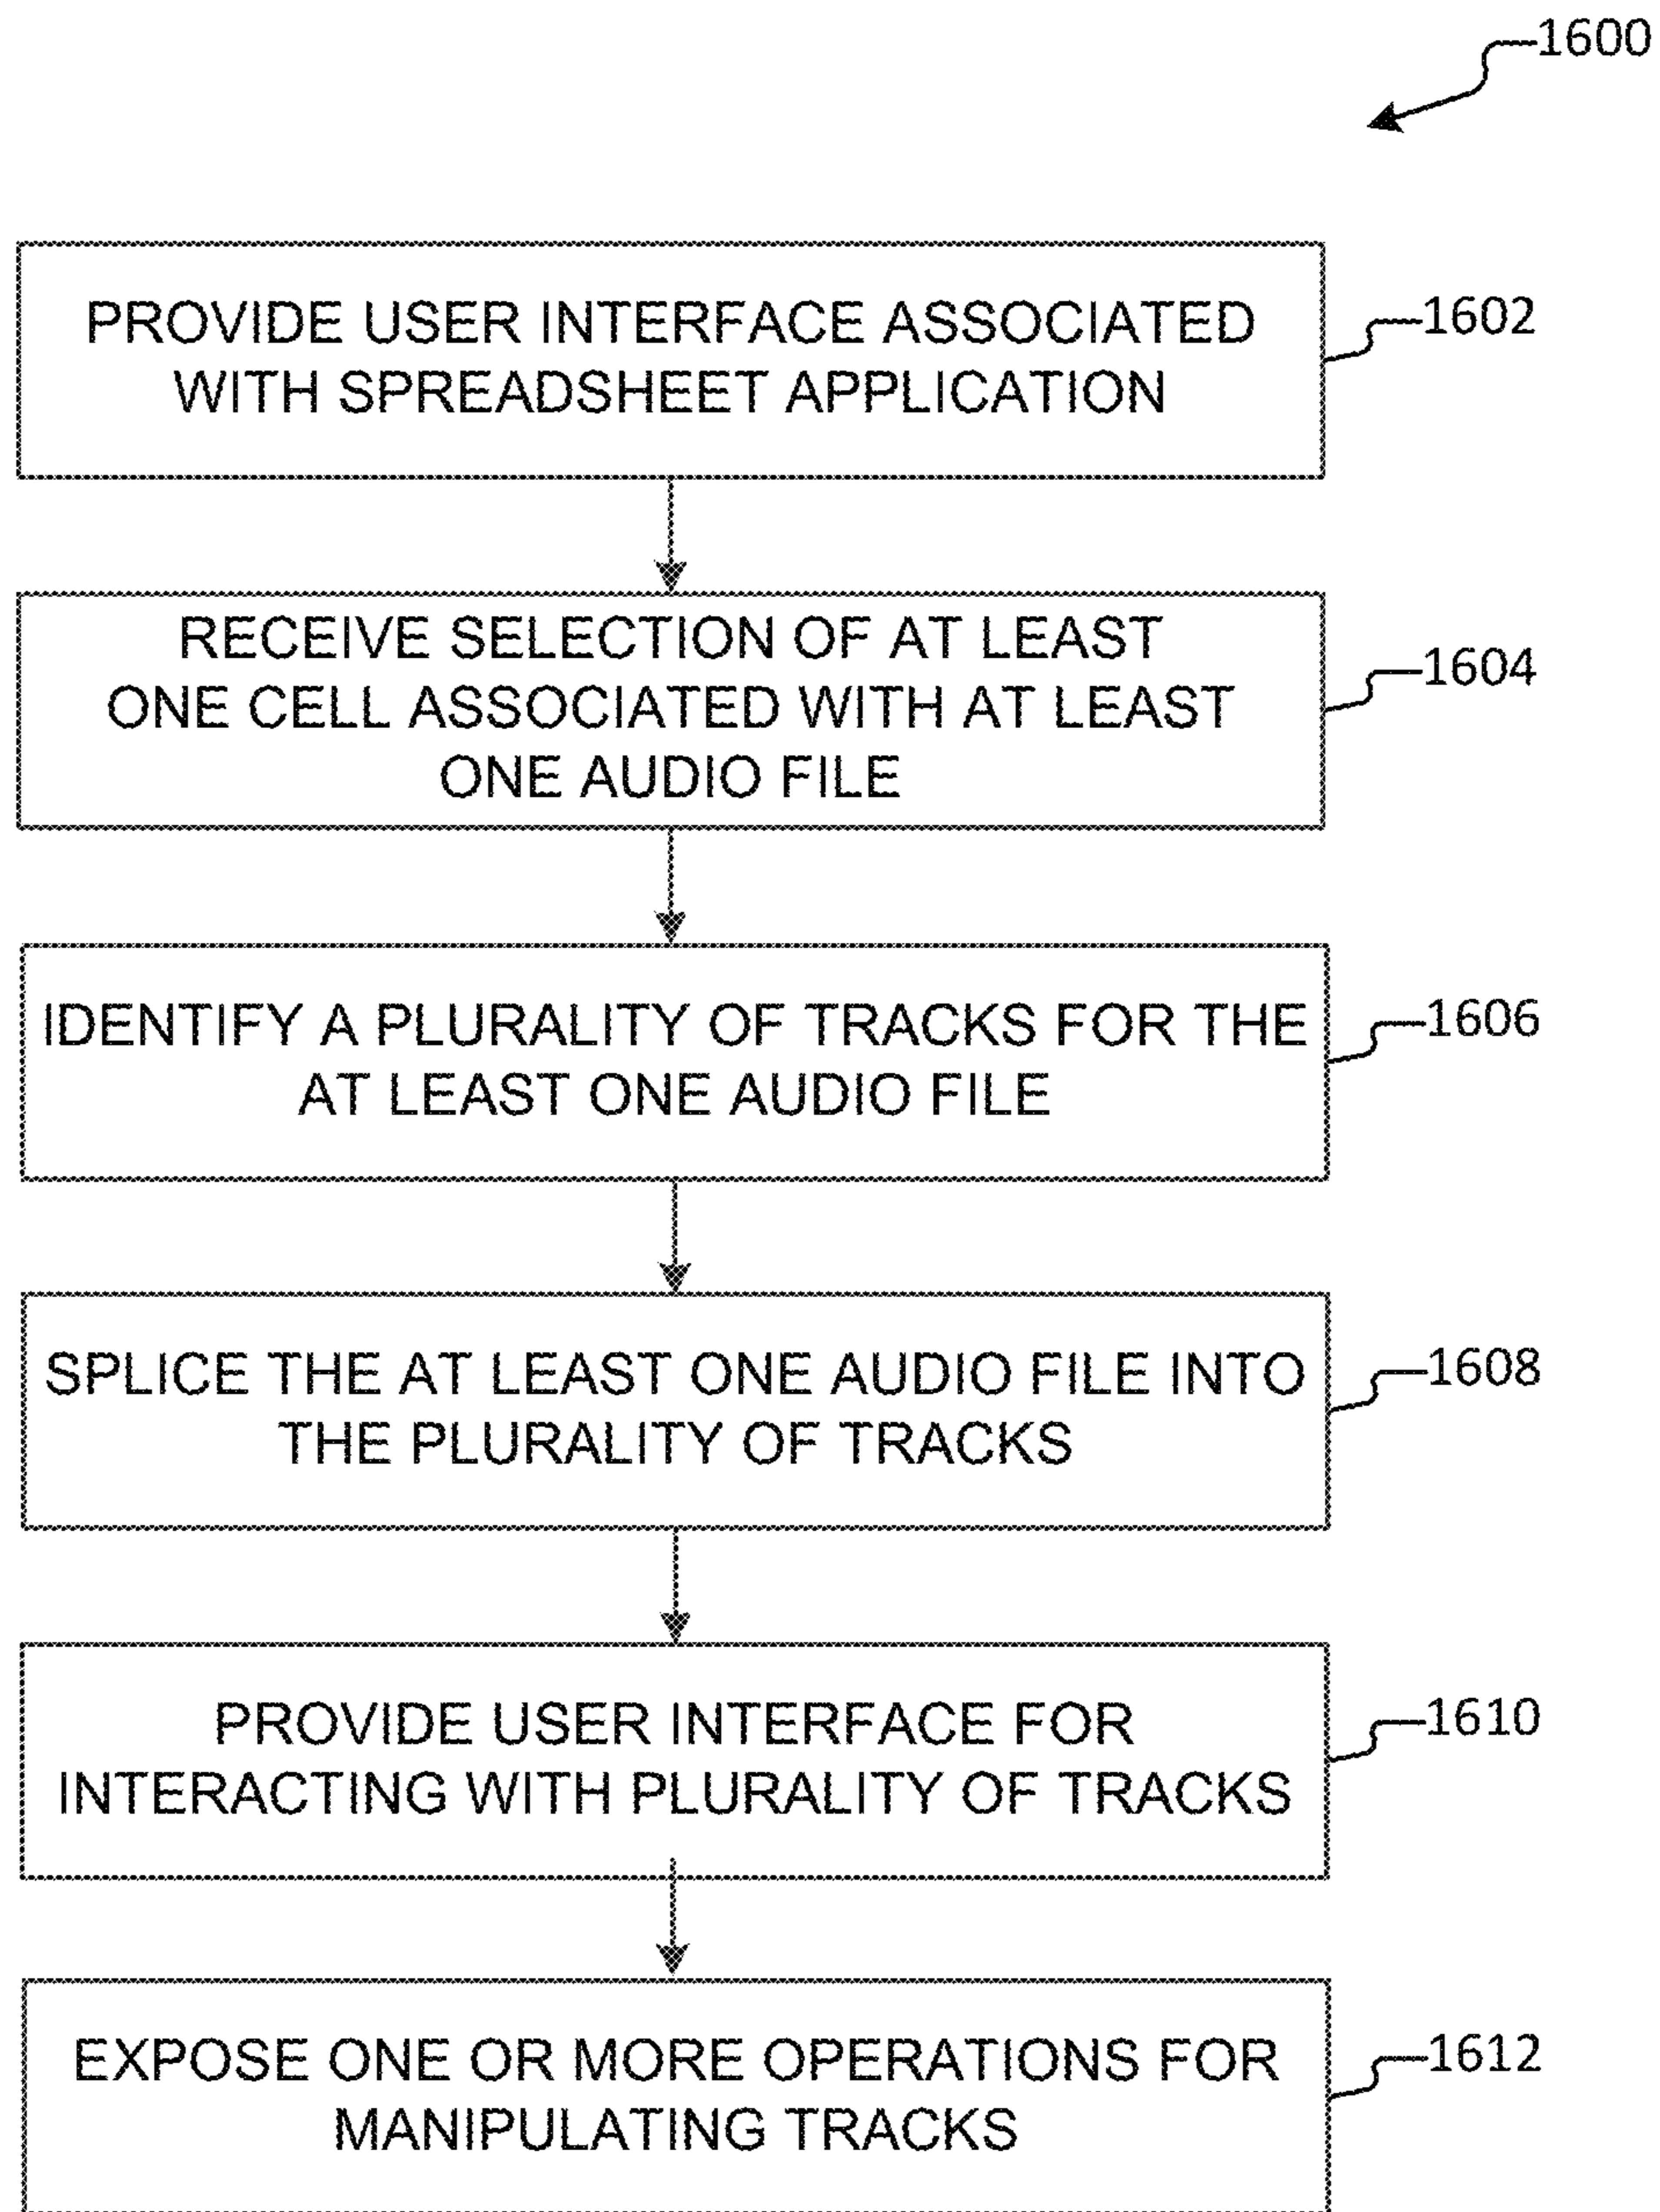 1600
PROVIDE USER INTERFACE ASSOCIATED
WITH SPREADSHEET APPLICATION
1602
RECEIVE SELECTION OF AT LEAST
ONE CELL ASSOCIATED WITH AT LEAST
ONE AUDIO FILE
1604
IDENTIFY A PLURALITY OF TRACKS FOR THE
AT LEAST ONE AUDIO FILE
1606
SPLICE THE AT LEAST ONE AUDIO FILE INTO
THE PLURALITY OF TRACKS
1608
PROVIDE USER INTERFACE FOR
INTERACTING WITH PLURALITY OF TRACKS
1610
EXPOSE ONE OR MORE OPERATIONS FOR
MANIPULATING TRACKS
1612